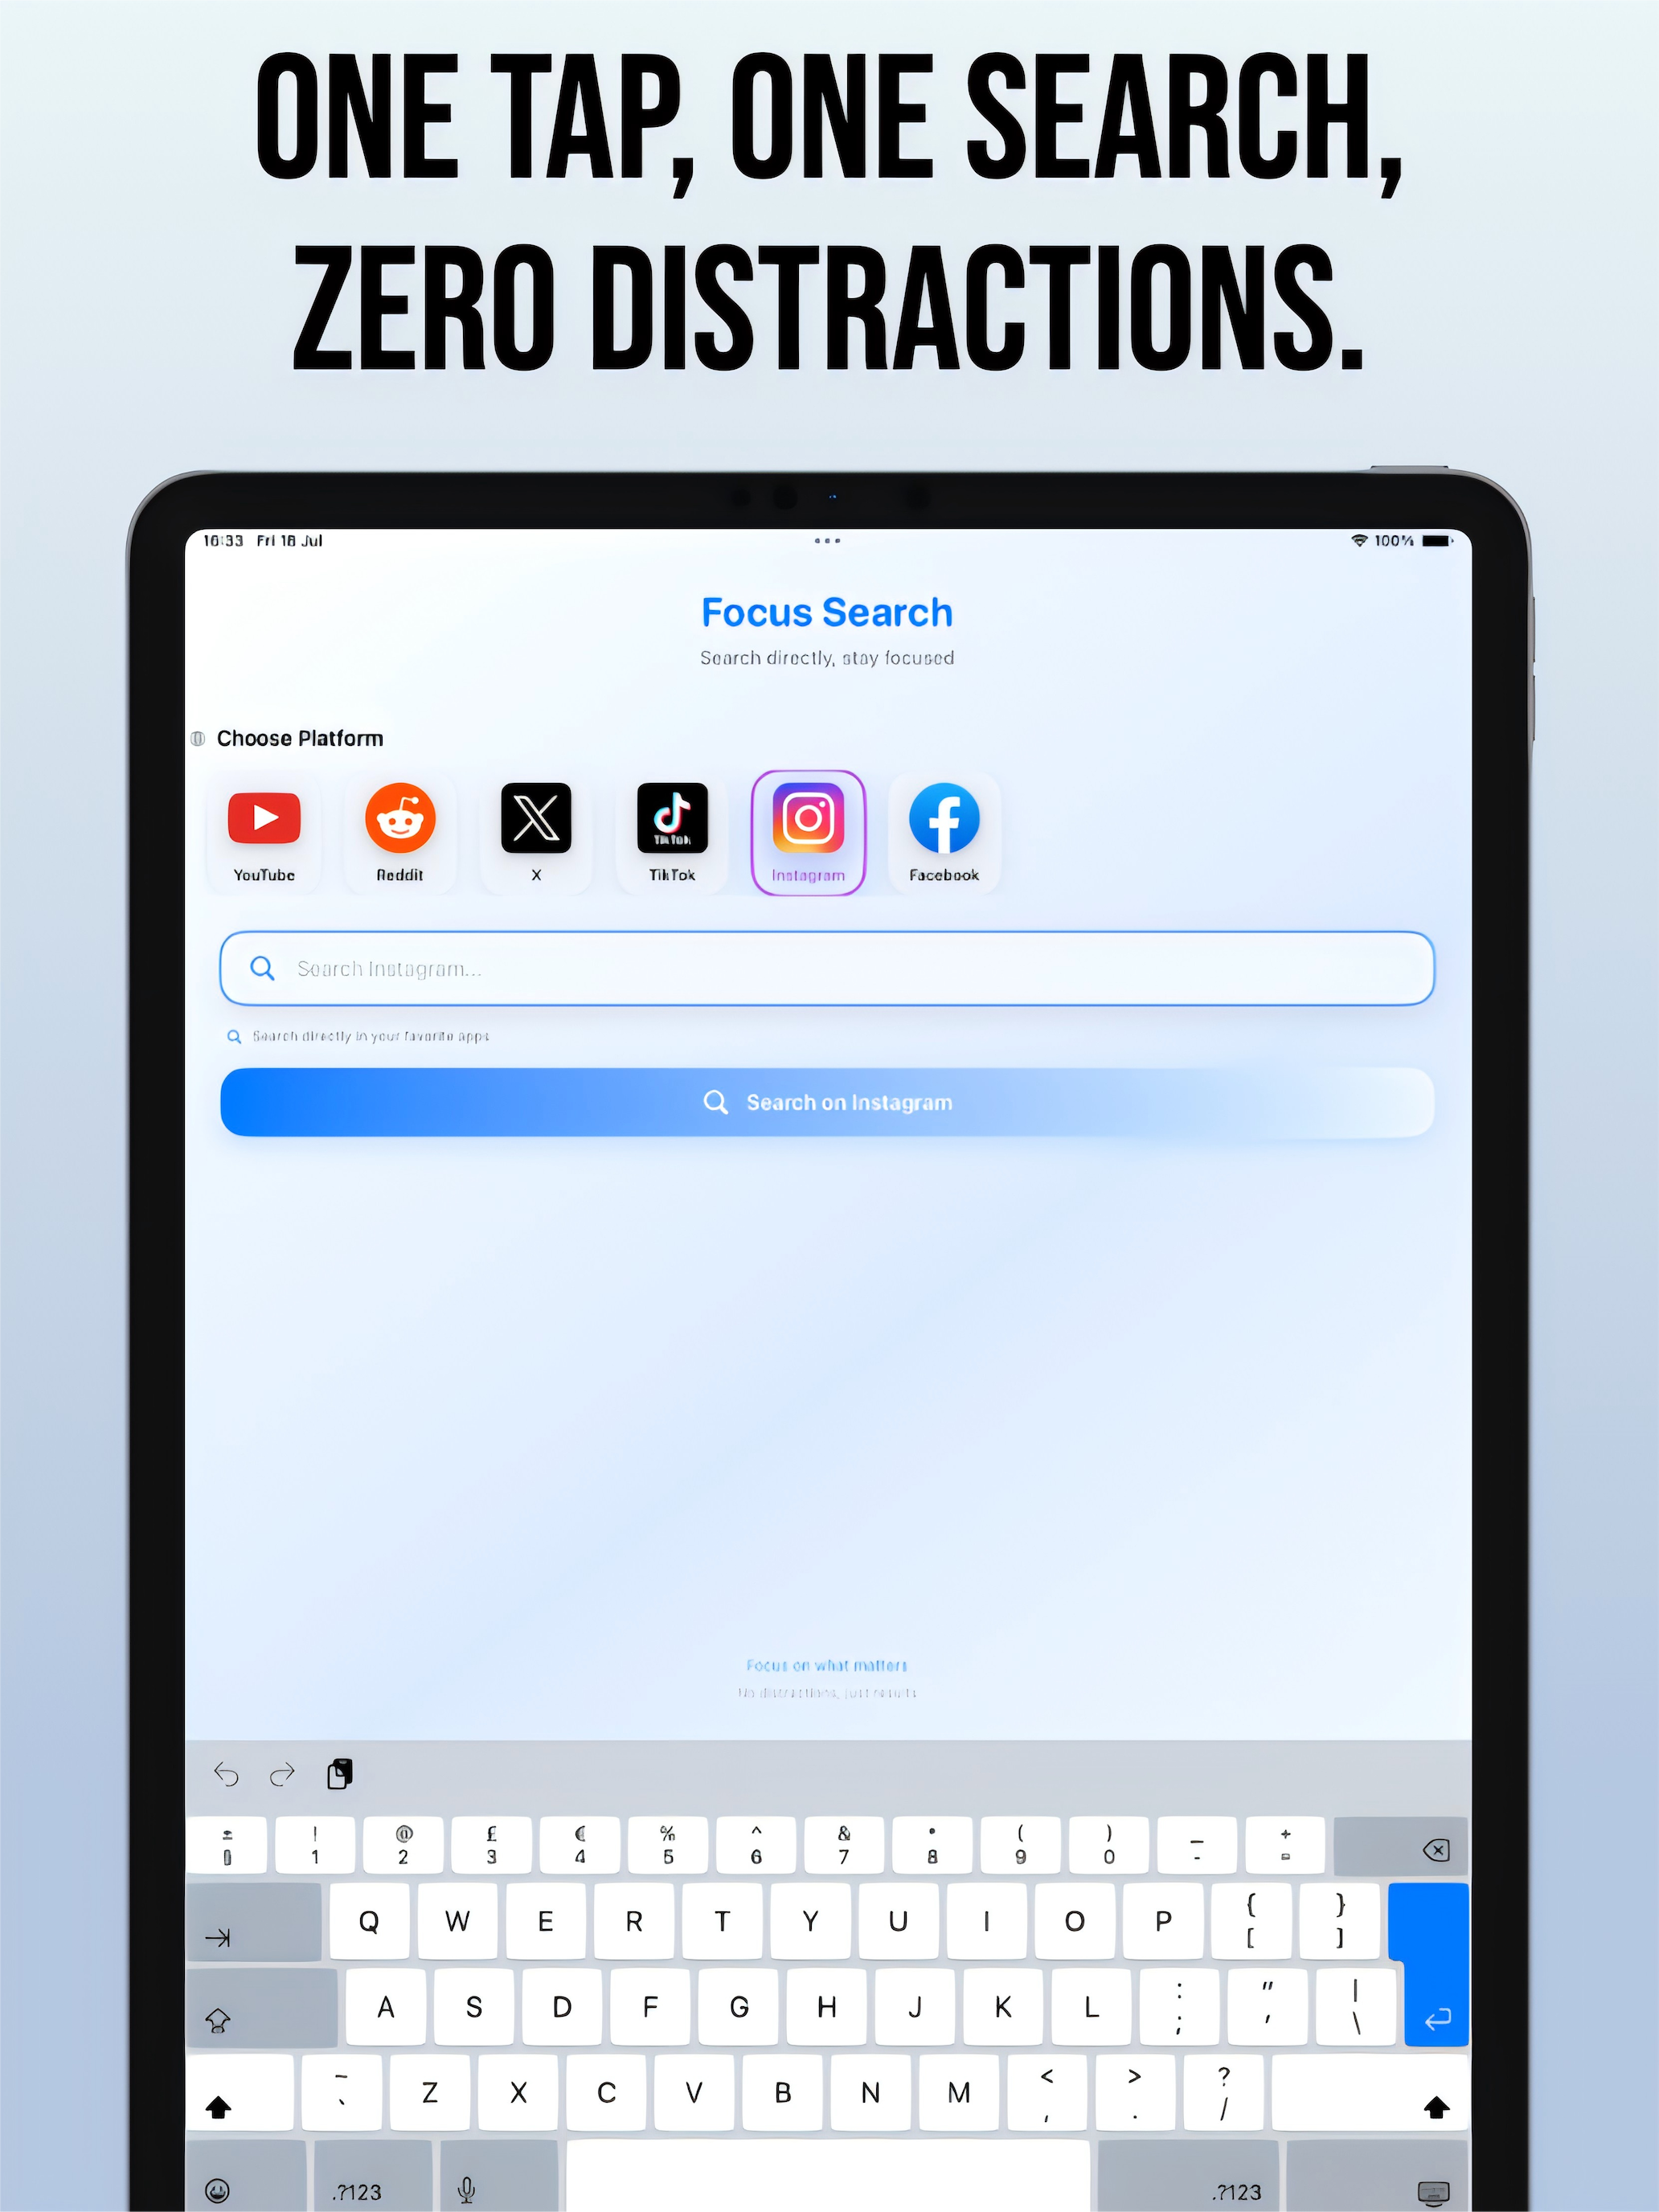 ONE TAP, ONE SEARCH,
ZERO DISTRACTIONS.
16:33 Fri 18 Jul
100%
Focus Search
Search directly, stay focused
Choose Platform
TikTok
YouTube Reddit X TikTok Instagram Facebook
Search Instagram...
Search directly in your favorite apps
Search on Instagram
Focus on what matters
No distractions, just results
± ! @ £ € % ^ & * ( ) _ +
§ 1 2 3 4 5 6 7 8 9 0 - =
Q W E R T Y U I O P { }
[ ]
A S D F G H J K L : " |
; ' \
~ Z X C V B N M < > ?
` , . /
.?123 .?123